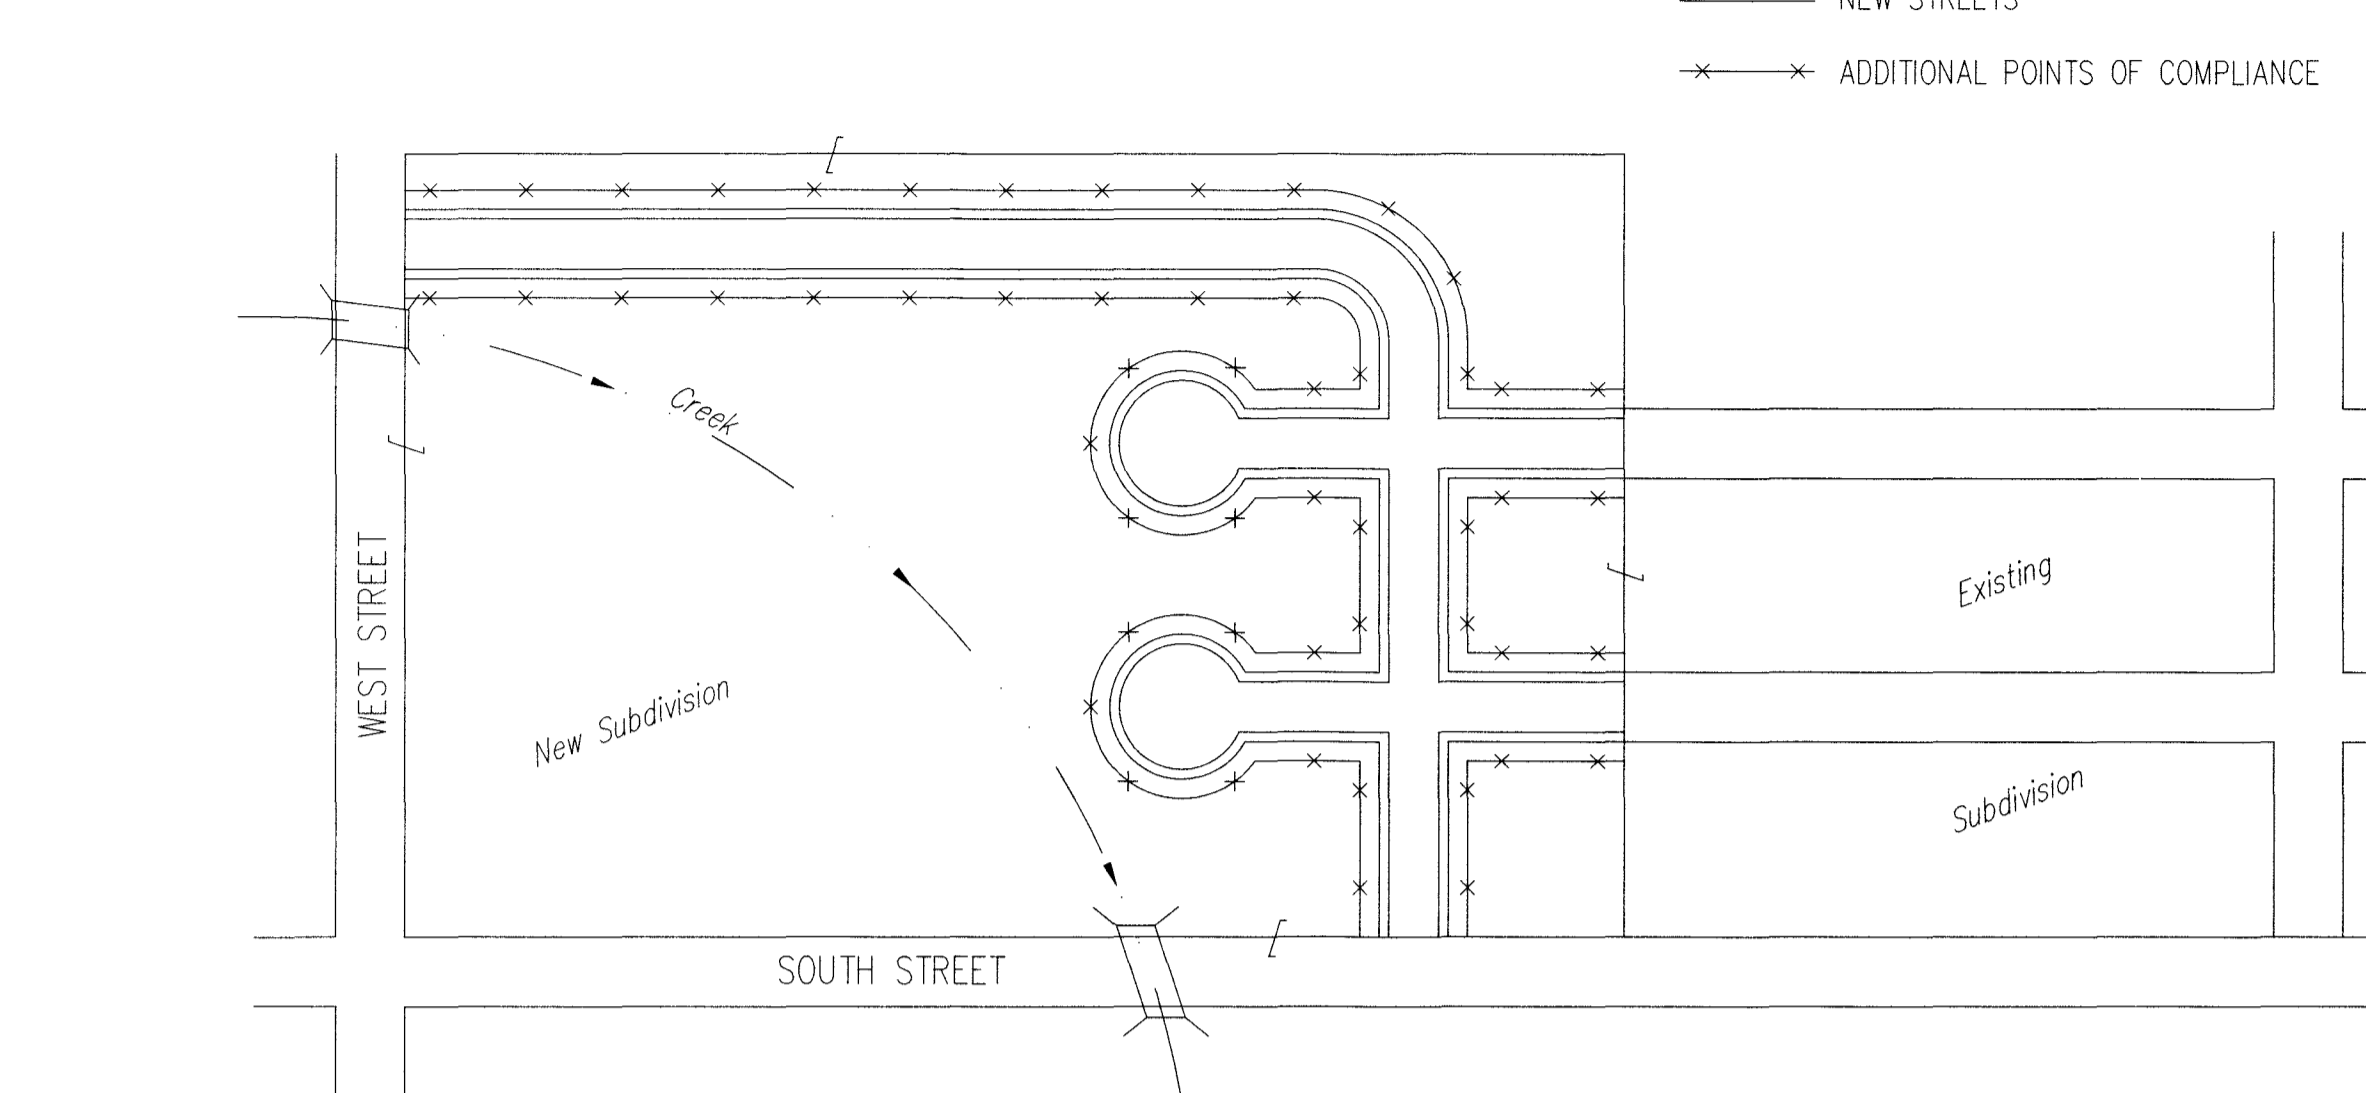 NEW STREETS
ADDITIONAL POINTS OF COMPLIANCE
Creek
WEST STREET
Existing
New Subdivision
Subdivision
SOUTH STREET